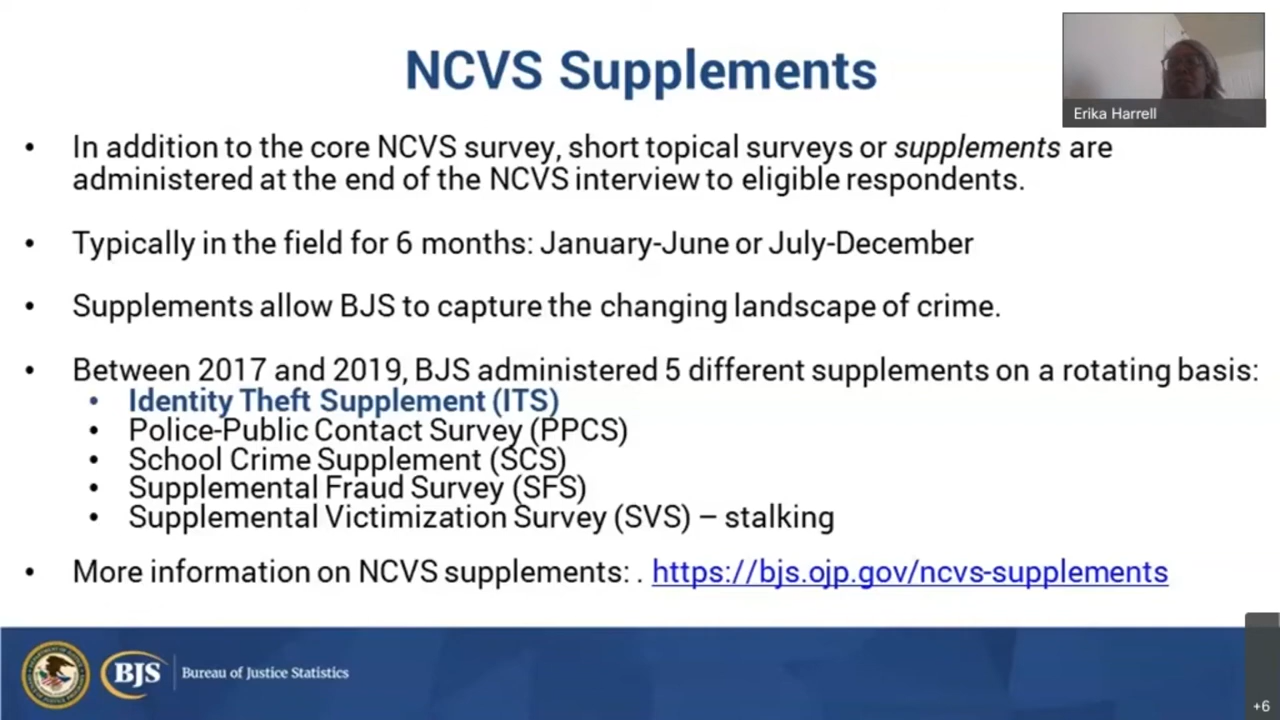 NCVS Supplements
Erika Harrell
• In addition to the core NCVS survey, short topical surveys or supplements are
administered at the end of the NCVS interview to eligible respondents.
• Typically in the field for 6 months: January-June or July-December
• Supplements allow BJS to capture the changing landscape of crime.
• Between 2017 and 2019, BJS administered 5 different supplements on a rotating basis:
• Identity Theft Supplement (ITS)
• Police-Public Contact Survey (PPCS)
• School Crime Supplement (SCS)
• Supplemental Fraud Survey (SFS)
• Supplemental Victimization Survey (SVS) – stalking
• More information on NCVS supplements: . https://bjs.ojp.gov/ncvs-supplements
BJS
Bureau of Justice Statistics
+6